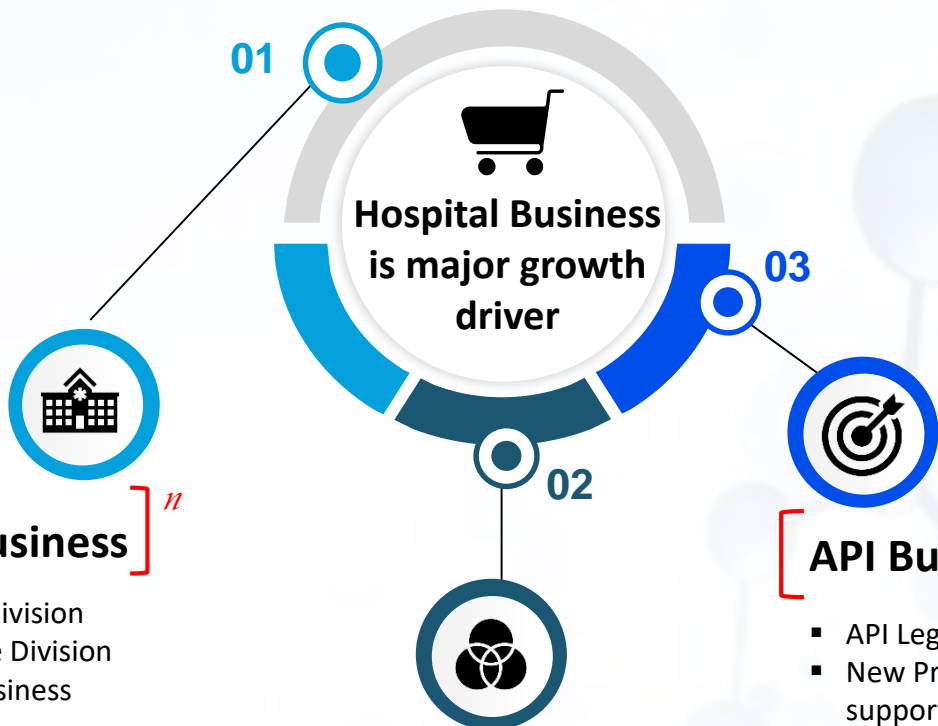 01
Hospital Business
is major growth
driver
03
02
n
usiness
ivision
Division
siness
API Bu
API Leg
New Pr
suppor